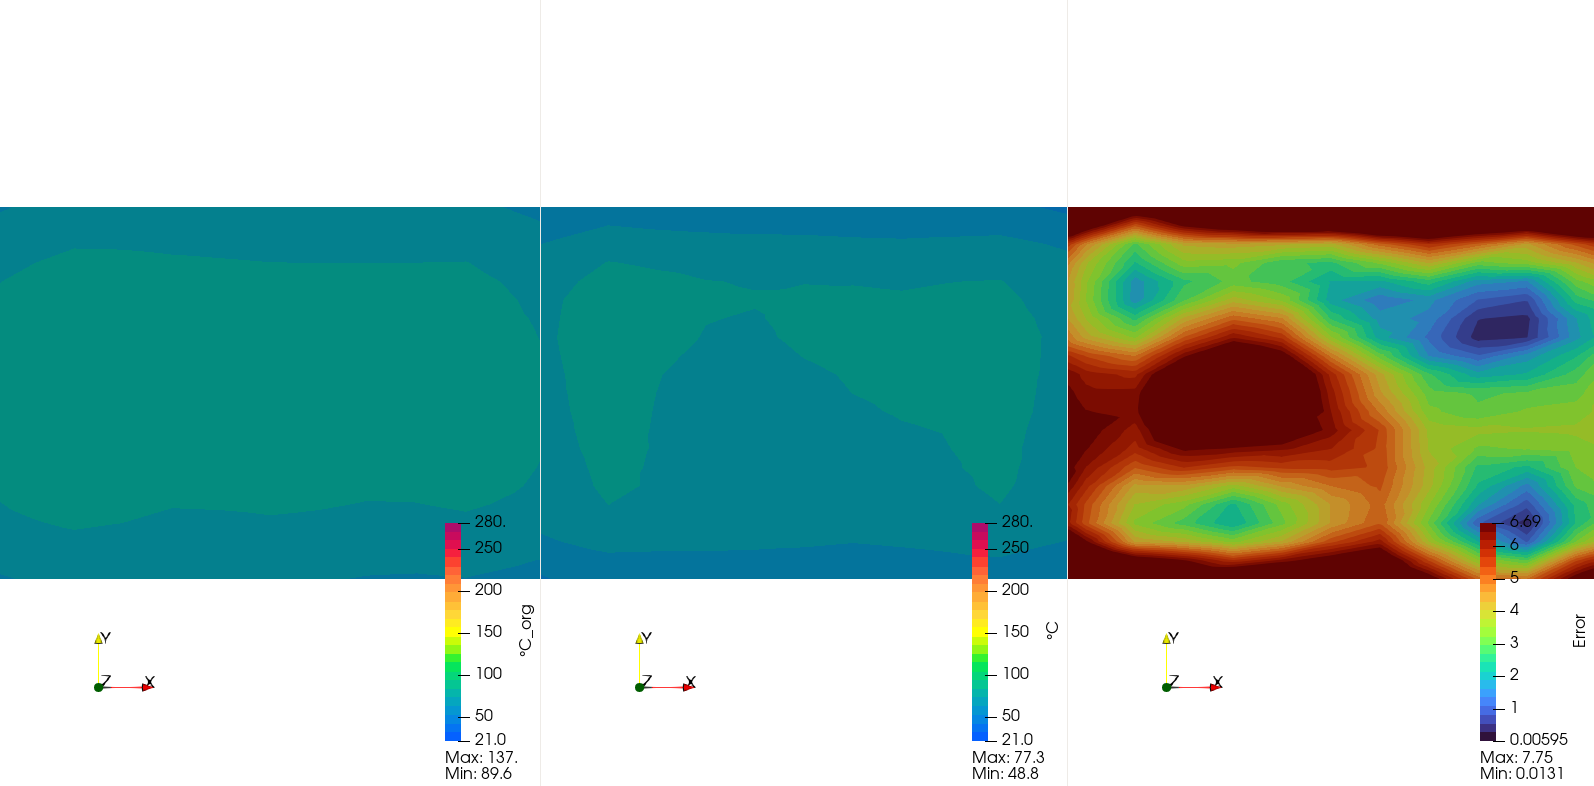 280.
250
200
150
100
50
21.0
°C_org
Max: 137.
Min: 89.6
Y
Z
X
280.
250
200
150
100
50
21.0
°C
Max: 77.3
Min: 48.8
Y
Z
X
6.69
6
5
4
3
2
1
0.00595
Error
Max: 7.75
Min: 0.0131
Y
Z
X